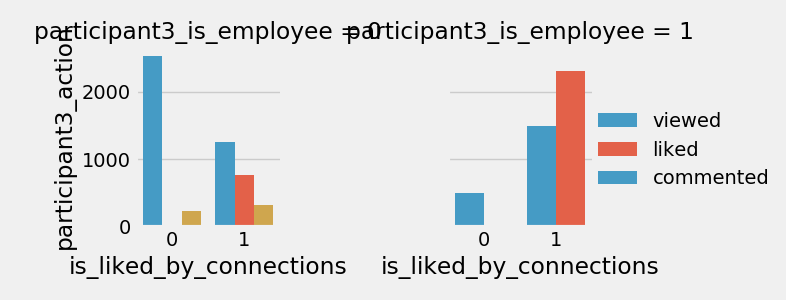 participant3_is_employee = 0
participant3_is_employee = 1
participant3_action
2000
1000
0
0
1
0
1
is_liked_by_connections
is_liked_by_connections
viewed
liked
commented